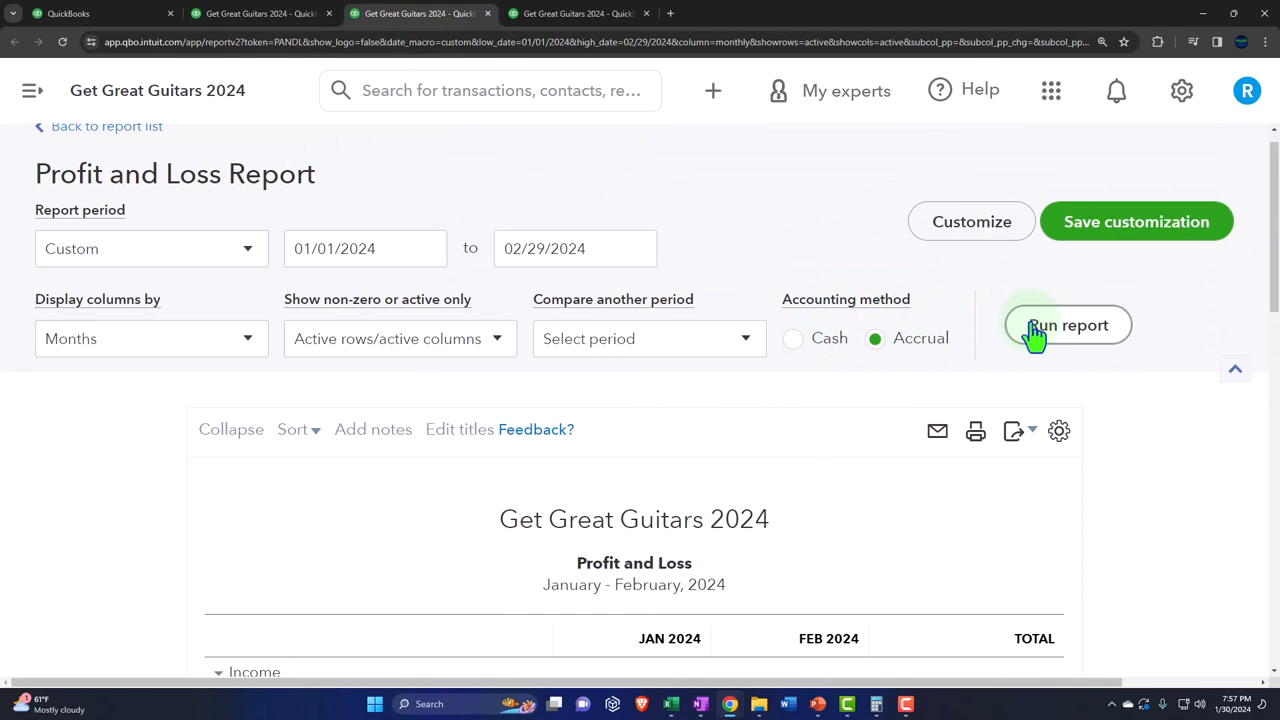 QuickBooks
Get Great Guitars 2024 - QuickB
Get Great Guitars 2024 - QuickB
Get Great Guitars 2024 - QuickB
app.qbo.intuit.com/app/reportv2?token=PANDL&show_logo=false&date_macro=custom&low_date=01/01/2024&high_date=02/29/2024&column=monthly&showrows=active&showcols=active&subcol_pp=&subcol_pp_chg=&subcol_pp...
Get Great Guitars 2024
Search for transactions, contacts, re...
My experts
Help
R
Back to report list
Profit and Loss Report
Report period
Customize
Save customization
Custom
01/01/2024
to
02/29/2024
Display columns by
Show non-zero or active only
Compare another period
Accounting method
Months
Active rows/active columns
Select period
Cash
Accrual
Run report
Collapse
Sort
Add notes
Edit titles
Feedback?
Get Great Guitars 2024
Profit and Loss
January - February, 2024
JAN 2024
FEB 2024
TOTAL
Income
61°F
Mostly cloudy
Search
7:57 PM
1/30/2024